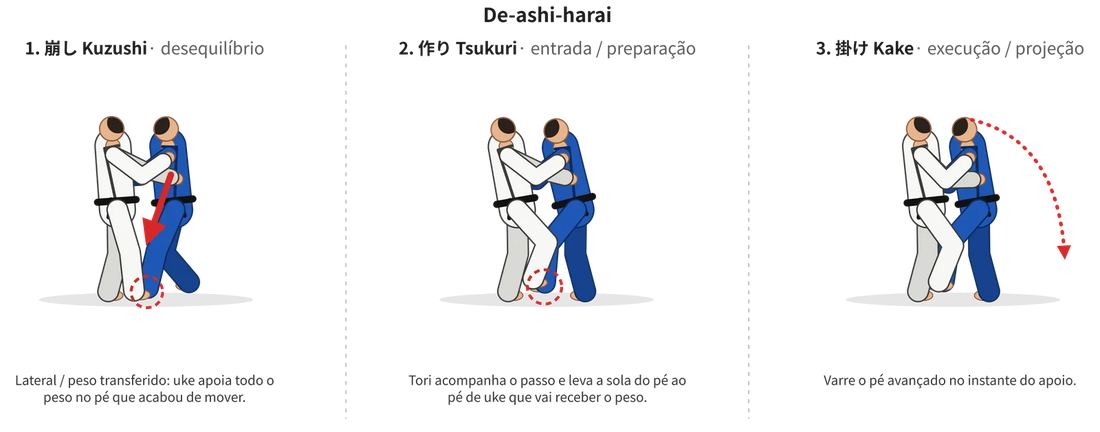 De-ashi-harai
1. 崩し Kuzushi · desequilíbrio
Lateral / peso transferido: uke apoia todo o
peso no pé que acabou de mover.
2. 作り Tsukuri · entrada / preparação
Tori acompanha o passo e leva a sola do pé ao
pé de uke que vai receber o peso.
3. 掛け Kake · execução / projeção
Varre o pé avançado no instante do apoio.